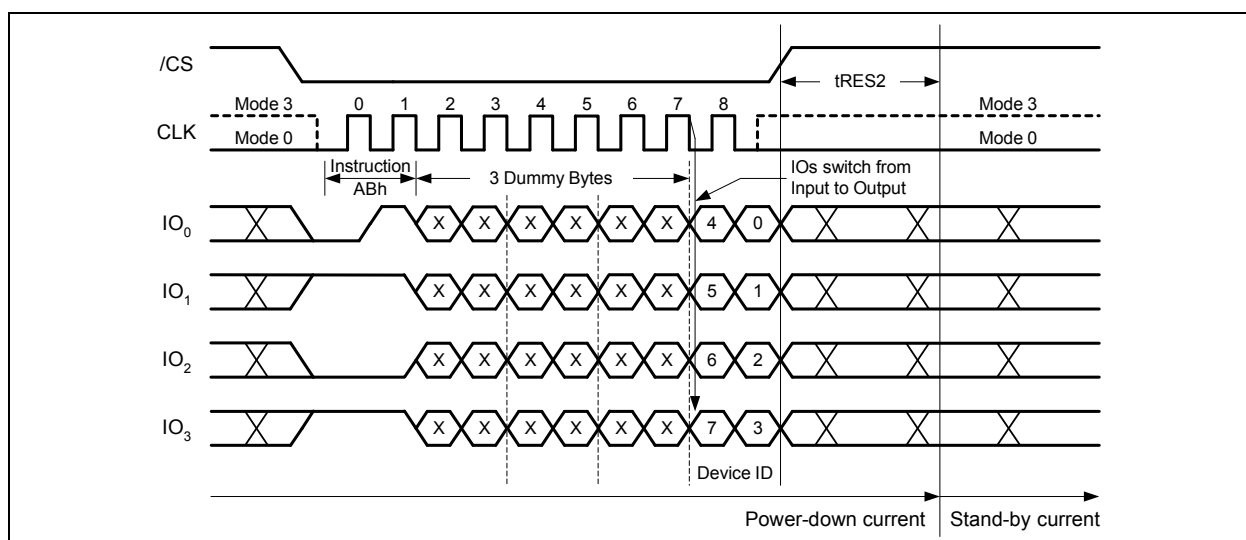 /CS
tRES2
Mode 3 0 1 2 3 4 5 6 7 8 Mode 3
CLK
Mode 0 Mode 0
Instruction
ABh
3 Dummy Bytes
IOs switch from
Input to Output
IO0 X X X X X X 4 0
IO1 X X X X X X 5 1
IO2 X X X X X X 6 2
IO3 X X X X X X 7 3
Device ID
Power-down current Stand-by current